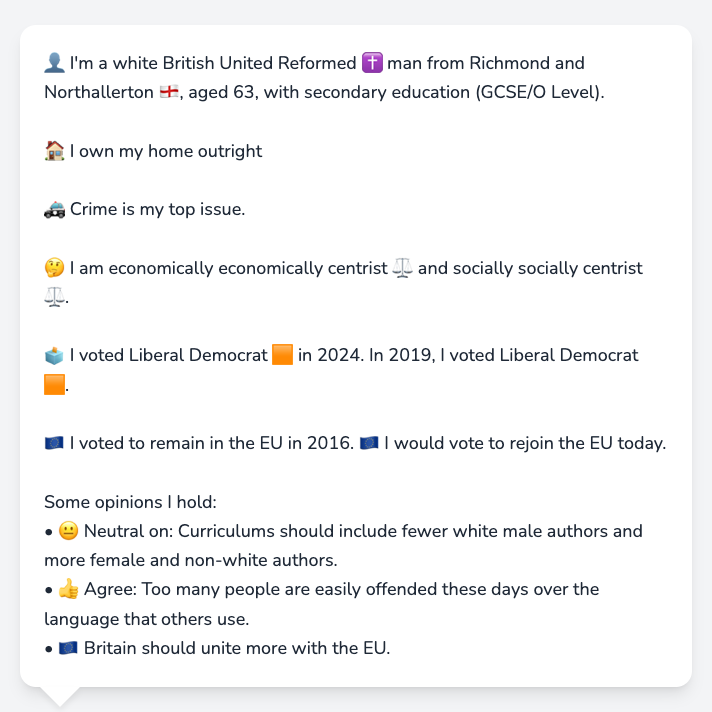 👤 I'm a white British United Reformed ✝️ man from Richmond and
Northallerton 🏴󠁧󠁢󠁥󠁮󠁧󠁿, aged 63, with secondary education (GCSE/O Level).
🏠 I own my home outright
🚓 Crime is my top issue.
🤔 I am economically economically centrist ⚖️ and socially socially centrist
⚖️.
🗳️ I voted Liberal Democrat 🟧 in 2024. In 2019, I voted Liberal Democrat
🟧.
🇪🇺 I voted to remain in the EU in 2016. 🇪🇺 I would vote to rejoin the EU today.
Some opinions I hold:
• 😐 Neutral on: Curriculums should include fewer white male authors and
more female and non-white authors.
• 👍 Agree: Too many people are easily offended these days over the
language that others use.
• 🇪🇺 Britain should unite more with the EU.